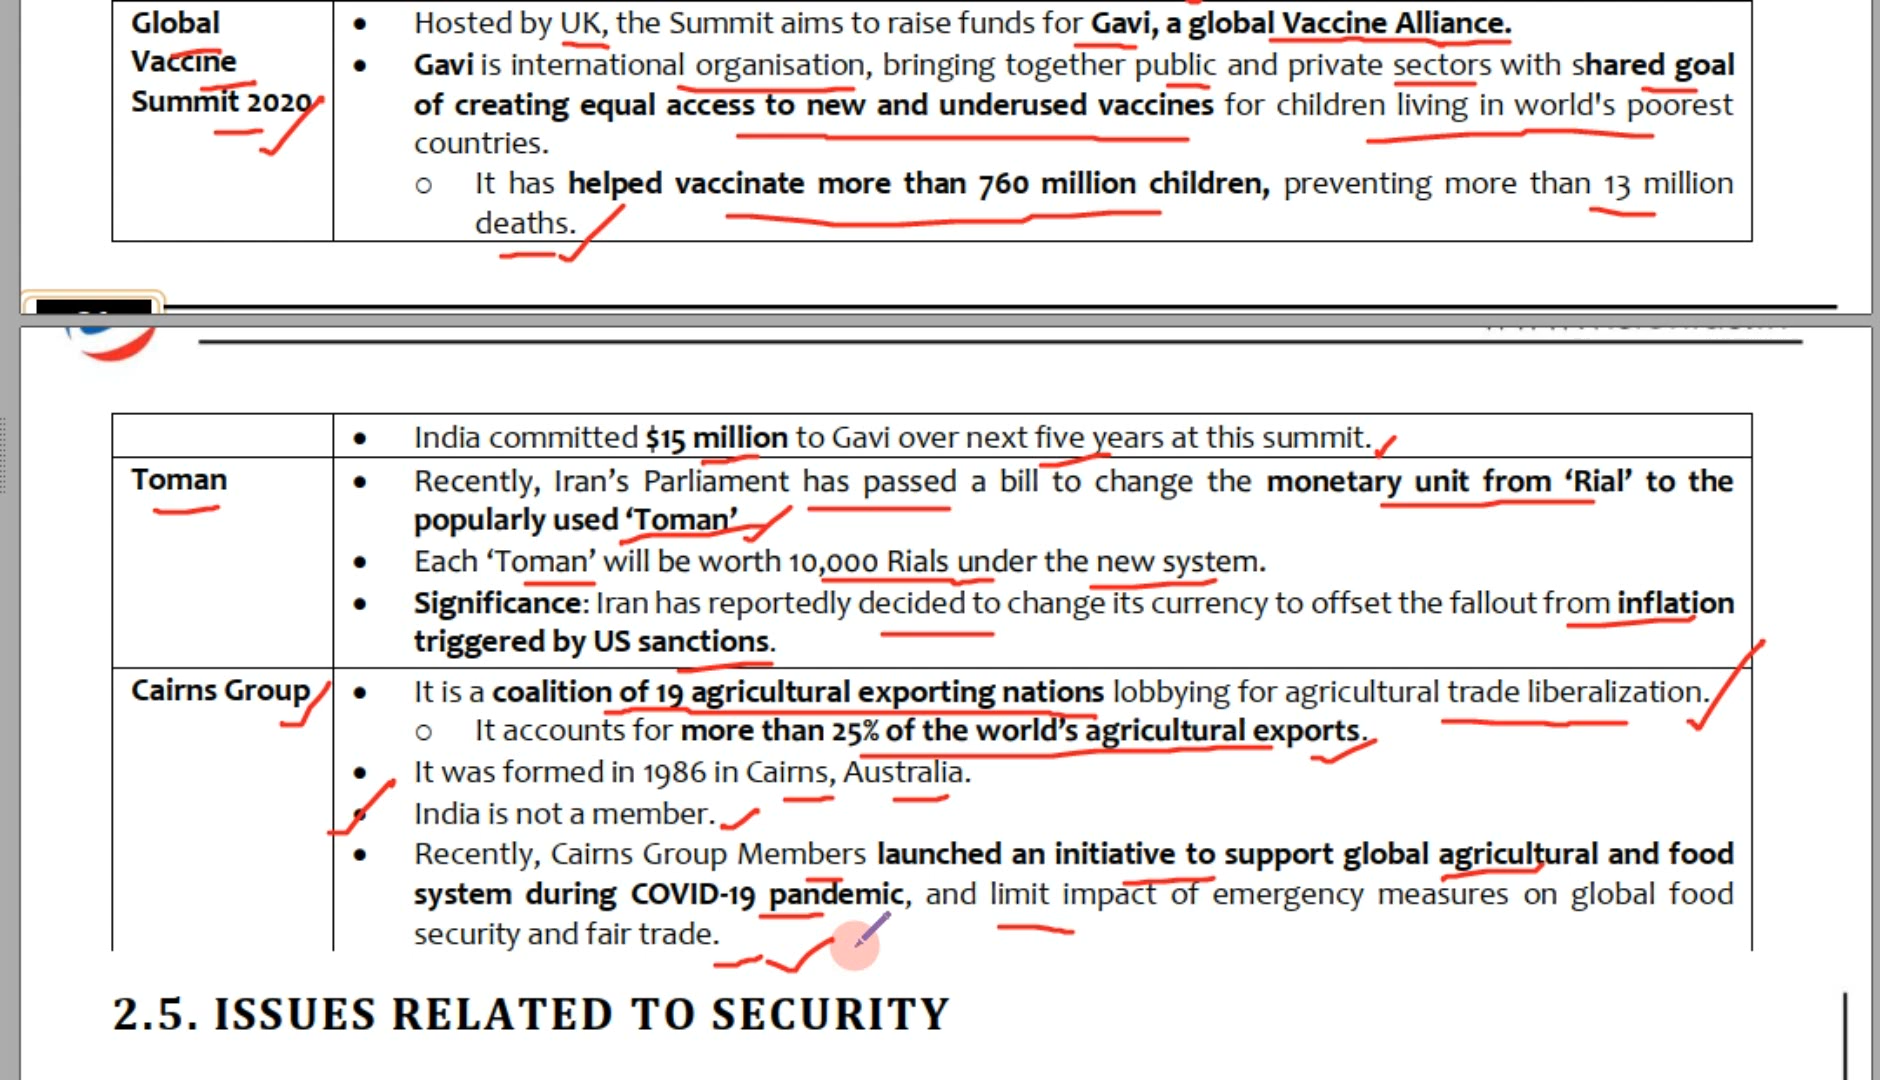 Global
Vaccine
Summit 2020
• Hosted by UK, the Summit aims to raise funds for Gavi, a global Vaccine Alliance.
• Gavi is international organisation, bringing together public and private sectors with shared goal
of creating equal access to new and underused vaccines for children living in world's poorest
countries.
o It has helped vaccinate more than 760 million children, preventing more than 13 million
deaths.
• India committed $15 million to Gavi over next five years at this summit.
Toman
• Recently, Iran’s Parliament has passed a bill to change the monetary unit from ‘Rial’ to the
popularly used ‘Toman’
• Each ‘Toman’ will be worth 10,000 Rials under the new system.
• Significance: Iran has reportedly decided to change its currency to offset the fallout from inflation
triggered by US sanctions.
Cairns Group
• It is a coalition of 19 agricultural exporting nations lobbying for agricultural trade liberalization.
o It accounts for more than 25% of the world’s agricultural exports.
• It was formed in 1986 in Cairns, Australia.
• India is not a member.
• Recently, Cairns Group Members launched an initiative to support global agricultural and food
system during COVID-19 pandemic, and limit impact of emergency measures on global food
security and fair trade.
2.5. ISSUES RELATED TO SECURITY